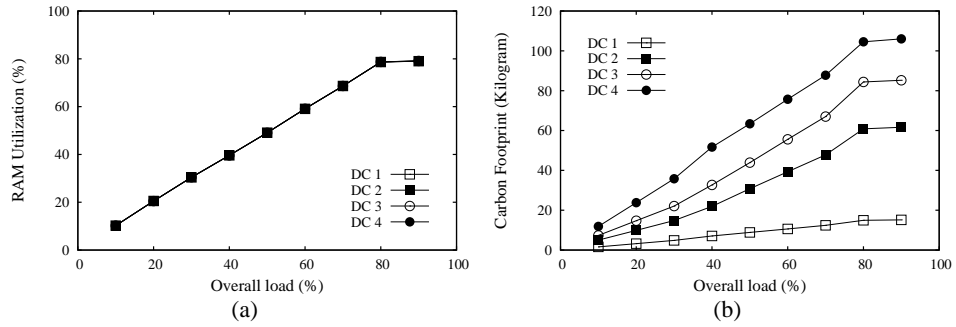 100
80
60
40
20
0
RAM Utilization (%)
DC 1
DC 2
DC 3
DC 4
0 20 40 60 80 100
Overall load (%)
(a)
120
100
80
60
40
20
0
Carbon Footprint (Kilogram)
DC 1
DC 2
DC 3
DC 4
0 20 40 60 80 100
Overall load (%)
(b)